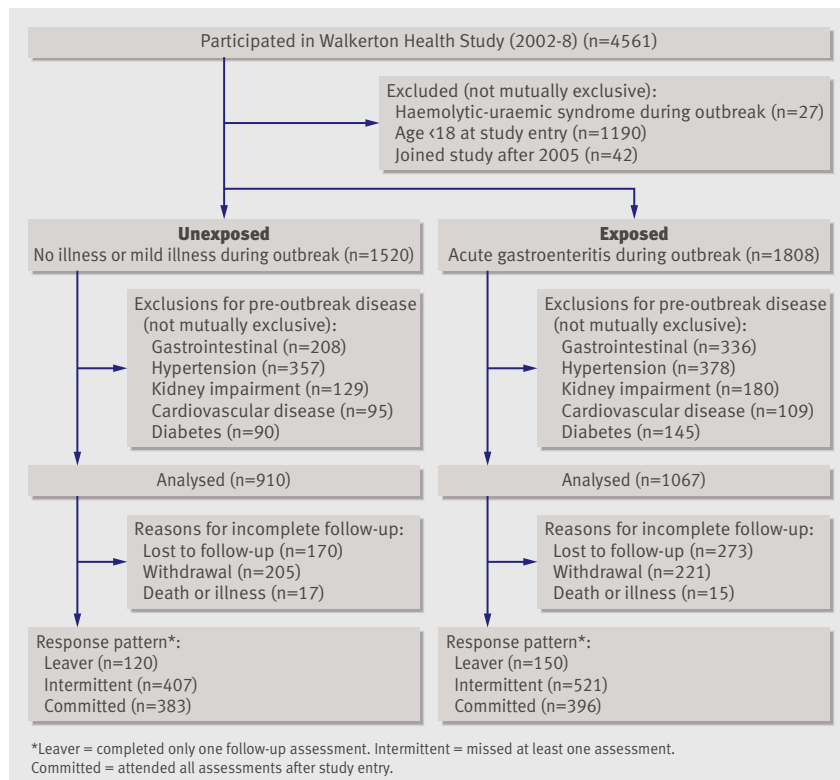 Participated in Walkerton Health Study (2002-8) (n=4561)
Excluded (not mutually exclusive):
Haemolytic-uraemic syndrome during outbreak (n=27)
Age <18 at study entry (n=1190)
Joined study after 2005 (n=42)
Unexposed
No illness or mild illness during outbreak (n=1520)
Exposed
Acute gastroenteritis during outbreak (n=1808)
Exclusions for pre-outbreak disease
(not mutually exclusive):
Gastrointestinal (n=208)
Hypertension (n=357)
Kidney impairment (n=129)
Cardiovascular disease (n=95)
Diabetes (n=90)
Exclusions for pre-outbreak disease
(not mutually exclusive):
Gastrointestinal (n=336)
Hypertension (n=378)
Kidney impairment (n=180)
Cardiovascular disease (n=109)
Diabetes (n=145)
Analysed (n=910)
Analysed (n=1067)
Reasons for incomplete follow-up:
Lost to follow-up (n=170)
Withdrawal (n=205)
Death or illness (n=17)
Reasons for incomplete follow-up:
Lost to follow-up (n=273)
Withdrawal (n=221)
Death or illness (n=15)
Response pattern*:
Leaver (n=120)
Intermittent (n=407)
Committed (n=383)
Response pattern*:
Leaver (n=150)
Intermittent (n=521)
Committed (n=396)
*Leaver = completed only one follow-up assessment. Intermittent = missed at least one assessment.
Committed = attended all assessments after study entry.